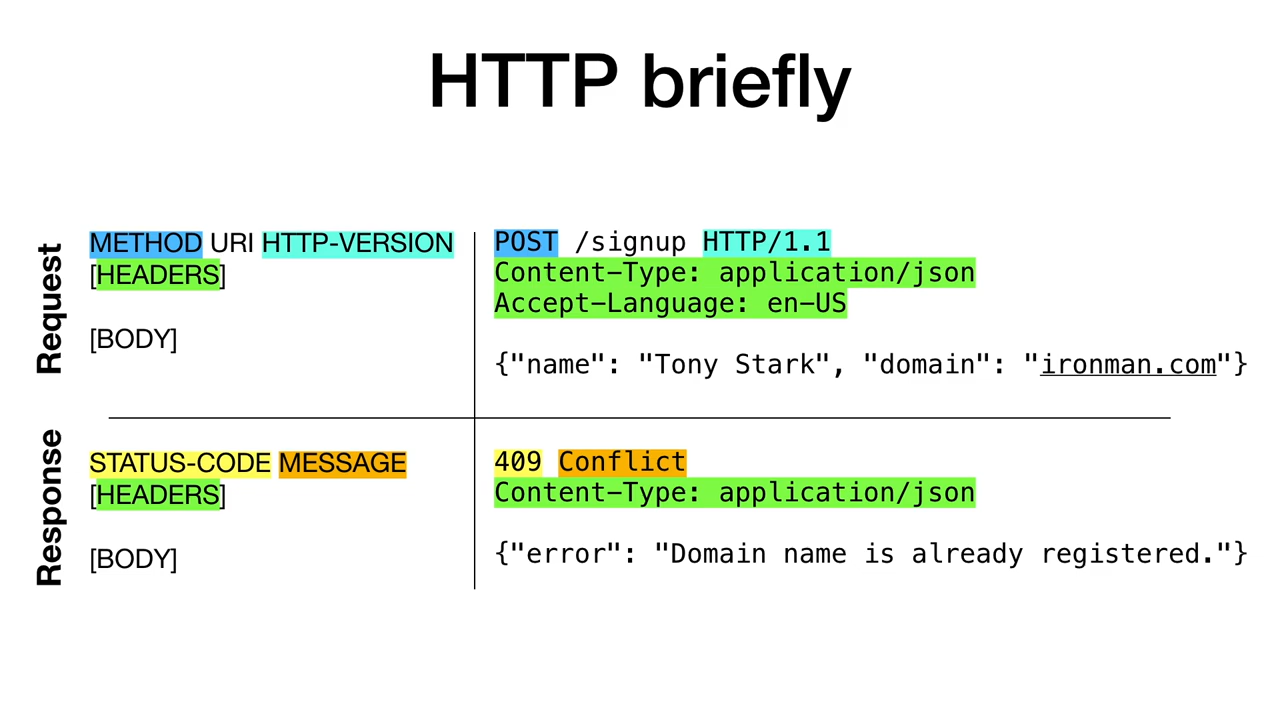 HTTP briefly
Request
METHOD URI HTTP-VERSION
[HEADERS]
[BODY]
POST /signup HTTP/1.1
Content-Type: application/json
Accept-Language: en-US
{"name": "Tony Stark", "domain": "ironman.com"}
Response
STATUS-CODE MESSAGE
[HEADERS]
[BODY]
409 Conflict
Content-Type: application/json
{"error": "Domain name is already registered."}